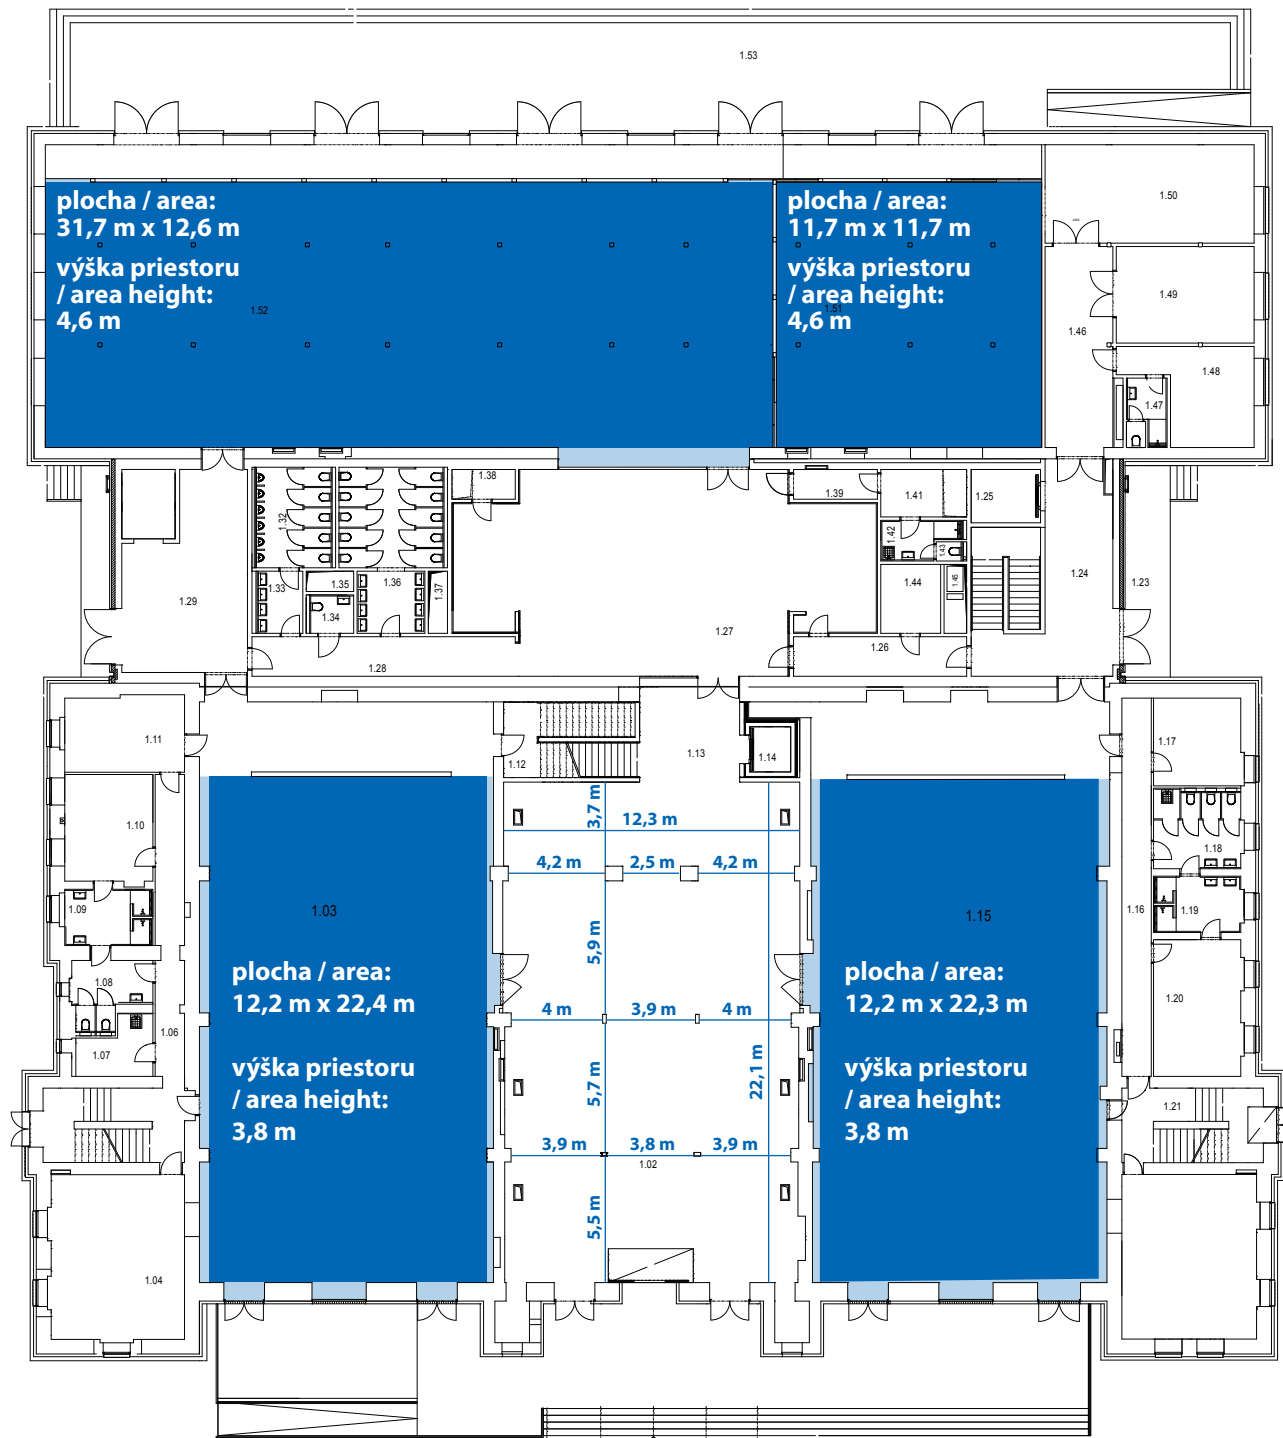 1.53
plocha / area:
31,7 m x 12,6 m
výška priestoru
/ area height:
4,6 m
1.52
plocha / area:
11,7 m x 11,7 m
výška priestoru
/ area height:
4,6 m
1.51
1.50
1.49
1.46
1.48
1.47
1.38
1.39
1.41
1.25
1.32
1.42
1.43
1.24
1.23
1.29
1.33
1.35
1.36
1.37
1.44
1.45
1.34
1.27
1.28
1.26
1.11
1.12
1.13
1.14
1.17
3,7 m
12,3 m
4,2 m
2,5 m
4,2 m
1.10
1.18
1.09
1.03
1.15
1.16
1.19
5,9 m
plocha / area:
12,2 m x 22,4 m
plocha / area:
12,2 m x 22,3 m
1.08
1.20
4 m
3,9 m
4 m
1.06
1.07
výška priestoru
/ area height:
3,8 m
5,7 m
22,1 m
výška priestoru
/ area height:
3,8 m
1.21
3,9 m
3,8 m
3,9 m
1.02
5,5 m
1.04